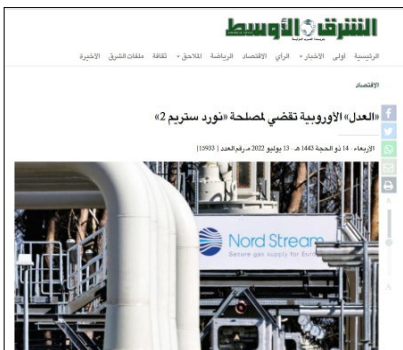 الشرق الأوسط
الرئيسية أولى الأخبار الرأي الاقتصاد الرياضة الملاحق ثقافة ملفات الشرق الأخيرة
الاقتصاد
«العدل» الأوروبية تقضي لمصلحة «نورد ستريم 2»
الأربعاء - 14 ذو الحجة 1443 هـ - 13 يوليو 2022 مـ رقم العدد [15933]
Nord Stream
Secure gas supply for Euro